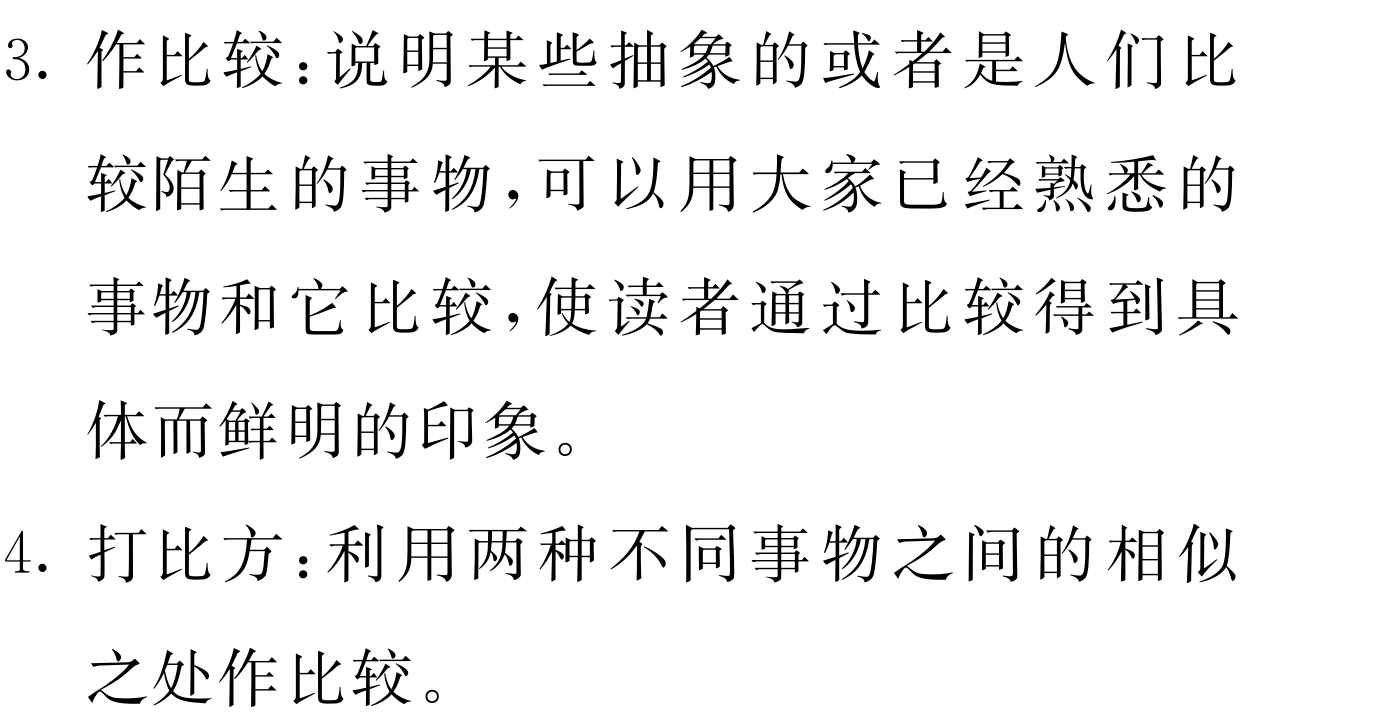 3. 作比较:说明某些抽象的或者是人们比
较陌生的事物,可以用大家已经熟悉的
事物和它比较,使读者通过比较得到具
体而鲜明的印象。
4. 打比方:利用两种不同事物之间的相似
之处作比较。